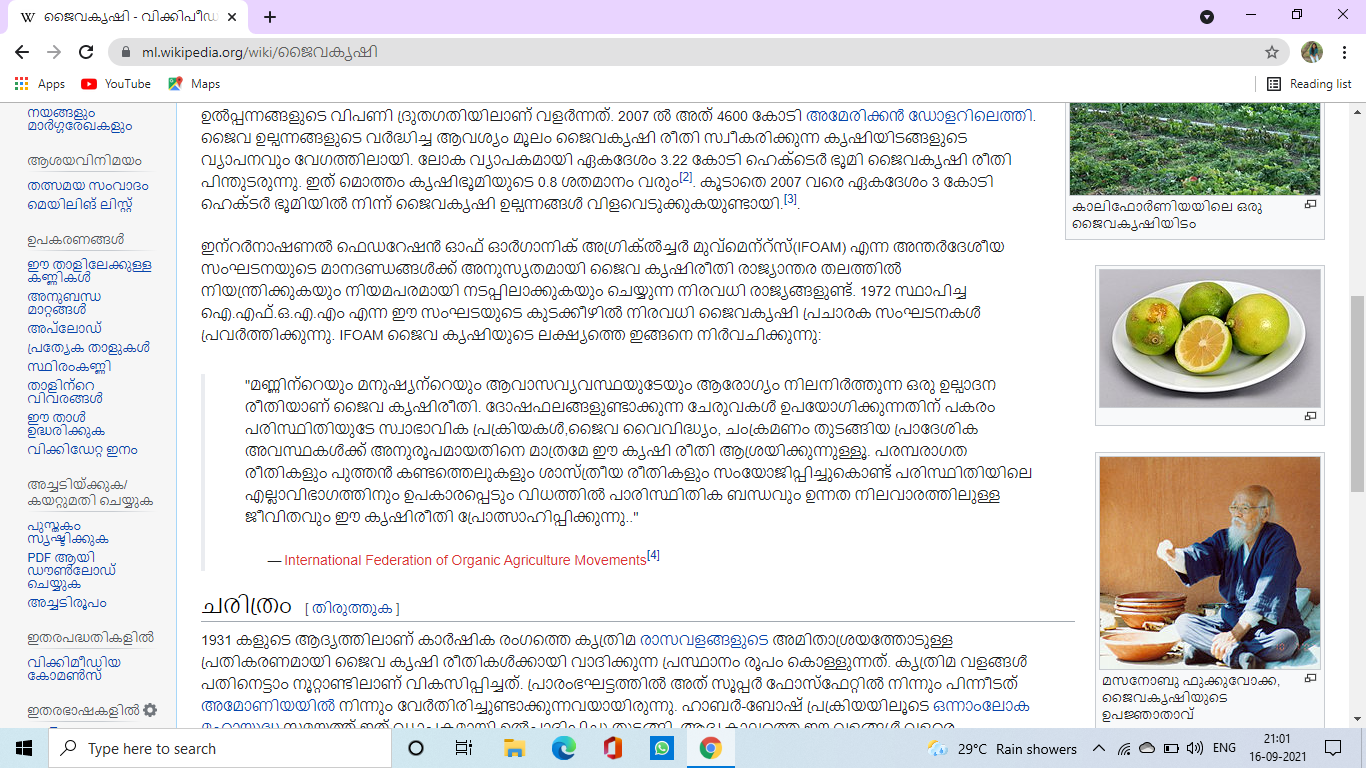 ജൈവകൃഷി - വിക്കിപീഡ
ml.wikipedia.org/wiki/ജൈവകൃഷി
Apps
YouTube
Maps
Reading list
നയങ്ങളും
മാർഗ്ഗരേഖകളും
ആശയവിനിമയം
തത്സമയ സംവാദം
മെയിലിങ് ലിസ്റ്റ്
ഉപകരണങ്ങൾ
ഈ താളിലേക്കുള്ള
കണ്ണികൾ
അനുബന്ധ
മാറ്റങ്ങൾ
അപ്‌ലോഡ്
പ്രത്യേക താളുകൾ
സ്ഥിരംകണ്ണി
താളിന്റെ
വിവരങ്ങൾ
ഈ താൾ
ഉദ്ധരിക്കുക
വിക്കിഡേറ്റ ഇനം
അച്ചടിയ്ക്കുക/
കയറ്റുമതി ചെയ്യുക
പുസ്തകം
സൃഷ്ടിക്കുക
PDF ആയി
ഡൗൺലോഡ്
ചെയ്യുക
അച്ചടിരൂപം
ഇതരപദ്ധതികളിൽ
വിക്കിമീഡിയ
കോമൺസ്
ഇതരഭാഷകളിൽ
ഉൽപ്പന്നങ്ങളുടെ വിപണി ദ്രുതഗതിയിലാണ് വളർന്നത്. 2007 ൽ അത് 4600 കോടി അമേരിക്കൻ ഡോളറിലെത്തി.
ജൈവ ഉല്പന്നങ്ങളുടെ വർദ്ധിച്ച ആവശ്യം മൂലം ജൈവകൃഷി രീതി സ്വീകരിക്കുന്ന കൃഷിയിടങ്ങളുടെ
വ്യാപനവും വേഗത്തിലായി. ലോക വ്യാപകമായി ഏകദേശം 3.22 കോടി ഹെക്ടെർ ഭൂമി ജൈവകൃഷി രീതി
പിന്തുടരുന്നു. ഇത് മൊത്തം കൃഷിഭൂമിയുടെ 0.8 ശതമാനം വരും[2]. കൂടാതെ 2007 വരെ ഏകദേശം 3 കോടി
ഹെക്ടർ ഭൂമിയിൽ നിന്ന് ജൈവകൃഷി ഉല്പന്നങ്ങൾ വിളവെടുക്കുകയുണ്ടായി.[3].
ഇന്റർനാഷണൽ ഫെഡറേഷൻ ഓഫ് ഓർഗാനിക് അഗ്രിക്ൽച്ചർ മുവ്മെന്റ്സ്(IFOAM) എന്ന അന്തർദേശീയ
സംഘടനയുടെ മാനദണ്ഡങ്ങൾക്ക് അനുസൃതമായി ജൈവ കൃഷിരീതി രാജ്യാന്തര തലത്തിൽ
നിയന്ത്രിക്കുകയും നിയമപരമായി നടപ്പിലാക്കുകയും ചെയ്യുന്ന നിരവധി രാജ്യങ്ങളുണ്ട്. 1972 സ്ഥാപിച്ച
ഐ.എഫ്.ഒ.എ.എം എന്ന ഈ സംഘടയുടെ കുടക്കീഴിൽ നിരവധി ജൈവകൃഷി പ്രചാരക സംഘടനകൾ
പ്രവർത്തിക്കുന്നു. IFOAM ജൈവ കൃഷിയുടെ ലക്ഷ്യത്തെ ഇങ്ങനെ നിർവചിക്കുന്നു:
"മണ്ണിന്റെയും മനുഷ്യന്റെയും ആവാസവ്യവസ്ഥയുടേയും ആരോഗ്യം നിലനിർത്തുന്ന ഒരു ഉല്പാദന
രീതിയാണ് ജൈവ കൃഷിരീതി. ദോഷഫലങ്ങളുണ്ടാക്കുന്ന ചേരുവകൾ ഉപയോഗിക്കുന്നതിന് പകരം
പരിസ്ഥിതിയുടേ സ്വാഭാവിക പ്രക്രിയകൾ,ജൈവ വൈവിദ്ധ്യം, ചംക്രമണം തുടങ്ങിയ പ്രാദേശിക
അവസ്ഥകൾക്ക് അനുരൂപമായതിനെ മാത്രമേ ഈ കൃഷി രീതി ആശ്രയിക്കുന്നുള്ളൂ. പരമ്പരാഗത
രീതികളും പുത്തൻ കണ്ടത്തെലുകളും ശാസ്ത്രീയ രീതികളും സംയോജിപ്പിച്ചുകൊണ്ട് പരിസ്ഥിതിയിലെ
എല്ലാവിഭാഗത്തിനും ഉപകാരപ്പെടും വിധത്തിൽ പാരിസ്ഥിതിക ബന്ധവും ഉന്നത നിലവാരത്തിലുള്ള
ജീവിതവും ഈ കൃഷിരീതി പ്രോത്സാഹിപ്പിക്കുന്നു.."
— International Federation of Organic Agriculture Movements[4]
ചരിത്രം [ തിരുത്തുക ]
1931 കളുടെ ആദ്യത്തിലാണ് കാർഷിക രംഗത്തെ കൃത്രിമ രാസവളങ്ങളുടെ അമിതാശ്രയത്തോടുള്ള
പ്രതികരണമായി ജൈവ കൃഷി രീതികൾക്കായി വാദിക്കുന്ന പ്രസ്ഥാനം രൂപം കൊള്ളുന്നത്. കൃത്രിമ വളങ്ങൾ
പതിനെട്ടാം നൂറ്റാണ്ടിലാണ് വികസിപ്പിച്ചത്. പ്രാരംഭഘട്ടത്തിൽ അത് സൂപ്പർ ഫോസ്ഫേറ്റിൽ നിന്നും പിന്നീടത്
അമോണിയയിൽ നിന്നും വേർതിരിച്ചുണ്ടാക്കുന്നവയായിരുന്നു. ഹാബർ-ബോഷ് പ്രക്രിയയിലൂടെ ഒന്നാംലോക
കാലിഫോർണിയയിലെ ഒരു
ജൈവകൃഷിയിടം
മസനോബു ഫുക്കുവോക്ക,
ജൈവകൃഷിയുടെ
ഉപജ്ഞാതാവ്
Type here to search
29°C Rain showers
ENG
21:01
16-09-2021